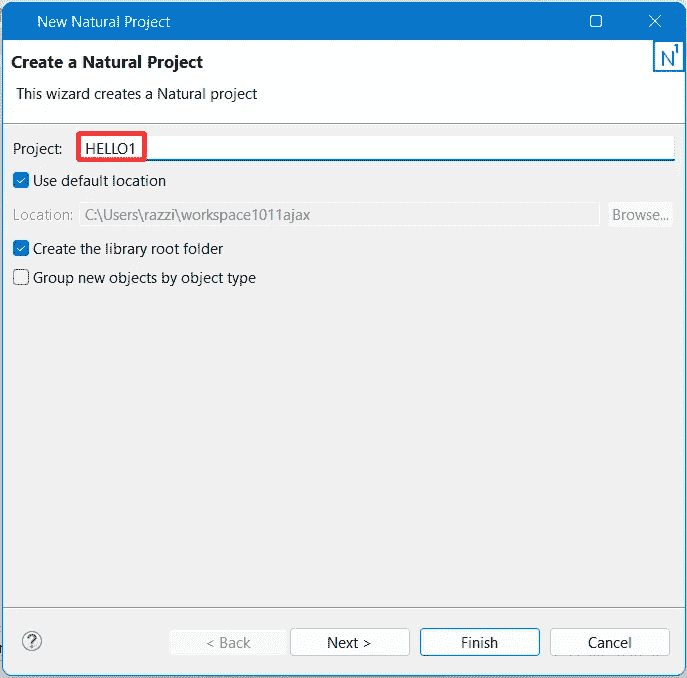 New Natural Project
Create a Natural Project
This wizard creates a Natural project
N1
Project: HELLO1
Use default location
Location: C:\Users\razzi\workspace1011ajax Browse...
Create the library root folder
Group new objects by object type
? < Back Next > Finish Cancel